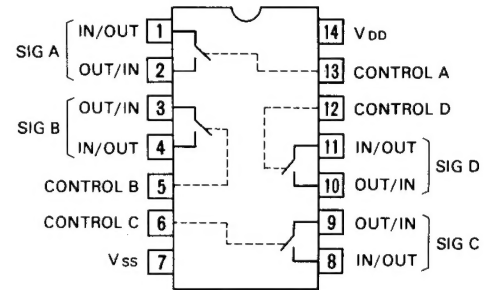 SIG A
IN/OUT 1
OUT/IN 2
SIG B
OUT/IN 3
IN/OUT 4
CONTROL B 5
CONTROL C 6
VSS 7
14 VDD
13 CONTROL A
12 CONTROL D
11 IN/OUT
10 OUT/IN
SIG D
9 OUT/IN
8 IN/OUT
SIG C